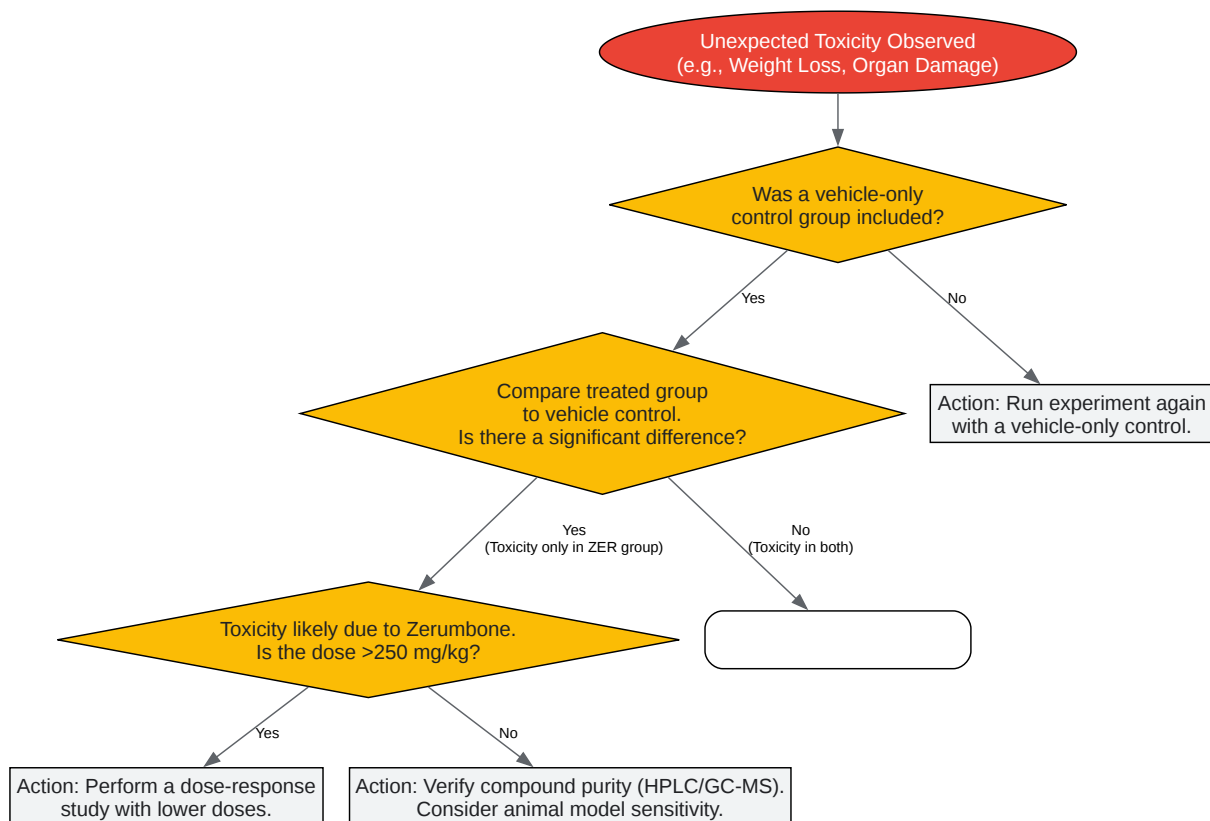 Unexpected Toxicity Observed
(e.g., Weight Loss, Organ Damage)
Was a vehicle-only
control group included?
Yes
No
Compare treated group
to vehicle control.
Is there a significant difference?
Action: Run experiment again
with a vehicle-only control.
Yes
(Toxicity only in ZER group)
No
(Toxicity in both)
Toxicity likely due to Zerumbone.
Is the dose >250 mg/kg?
Yes
No
Action: Perform a dose-response
study with lower doses.
Action: Verify compound purity (HPLC/GC-MS).
Consider animal model sensitivity.